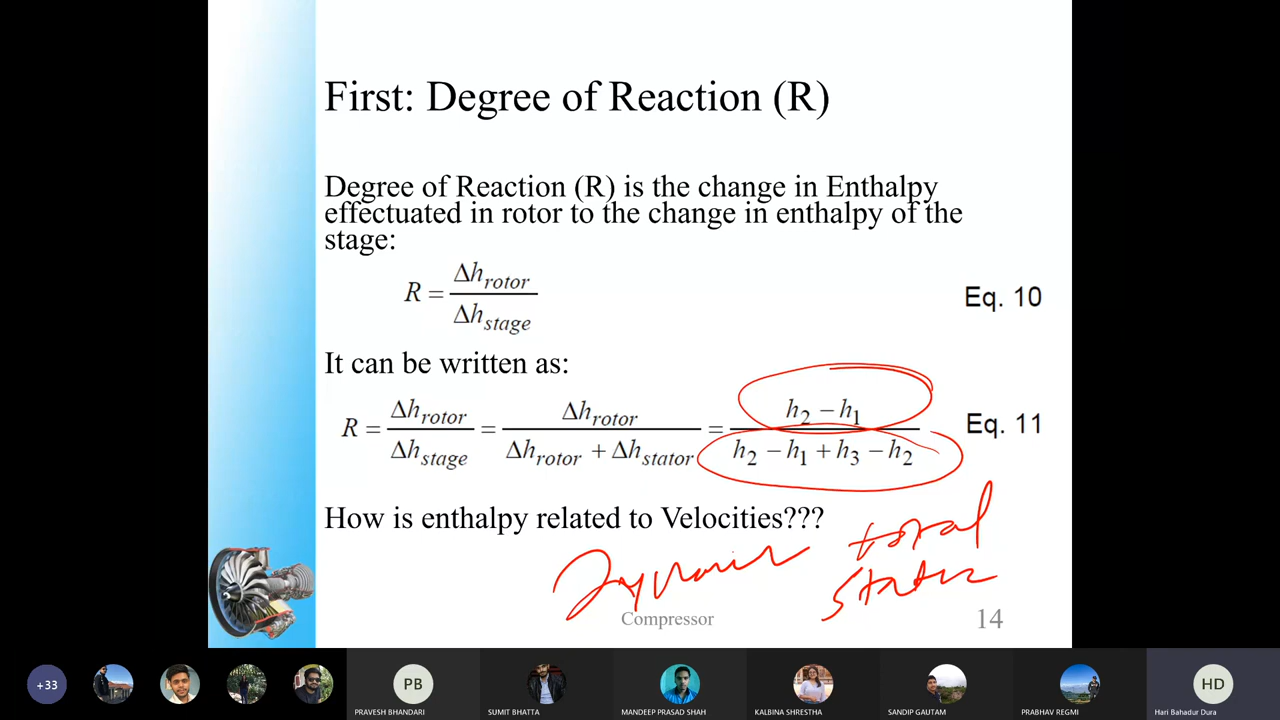 First: Degree of Reaction (R)
Degree of Reaction (R) is the change in Enthalpy
effectuated in rotor to the change in enthalpy of the
stage:
R = Δh_rotor / Δh_stage
Eq. 10
It can be written as:
R = Δh_rotor / Δh_stage = Δh_rotor / (Δh_rotor + Δh_stator) = (h₂ − h₁) / (h₂ − h₁ + h₃ − h₂)
Eq. 11
How is enthalpy related to Velocities???
total
static
Dynamic
Compressor
14
+33
PB
HD
PRAVESH BHANDARI
SUMIT BHATTA
MANDEEP PRASAD SHAH
KALBINA SHRESTHA
SANDIP GAUTAM
PRABHAV REGMI
Hari Bahadur Dura